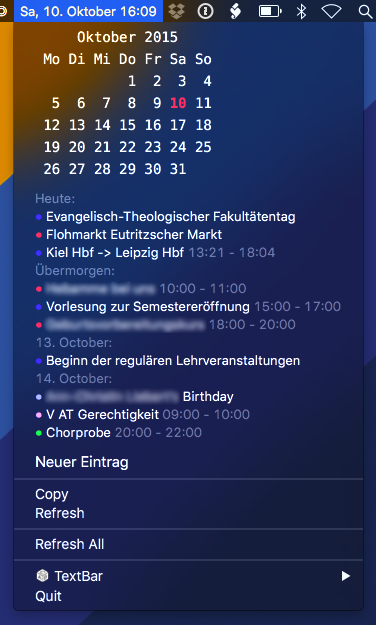 Sa, 10. Oktober 16:09
Oktober 2015
Mo Di Mi Do Fr Sa So
1 2 3 4
5 6 7 8 9 10 11
12 13 14 15 16 17 18
19 20 21 22 23 24 25
26 27 28 29 30 31
Heute:
Evangelisch-Theologischer Fakultätentag
Flohmarkt Eutritzscher Markt
Kiel Hbf -> Leipzig Hbf 13:21 - 18:04
Übermorgen:
10:00 - 11:00
Vorlesung zur Semestereröffnung 15:00 - 17:00
18:00 - 20:00
13. October:
Beginn der regulären Lehrveranstaltungen
14. October:
Birthday
V AT Gerechtigkeit 09:00 - 10:00
Chorprobe 20:00 - 22:00
Neuer Eintrag
Copy
Refresh
Refresh All
TextBar
Quit